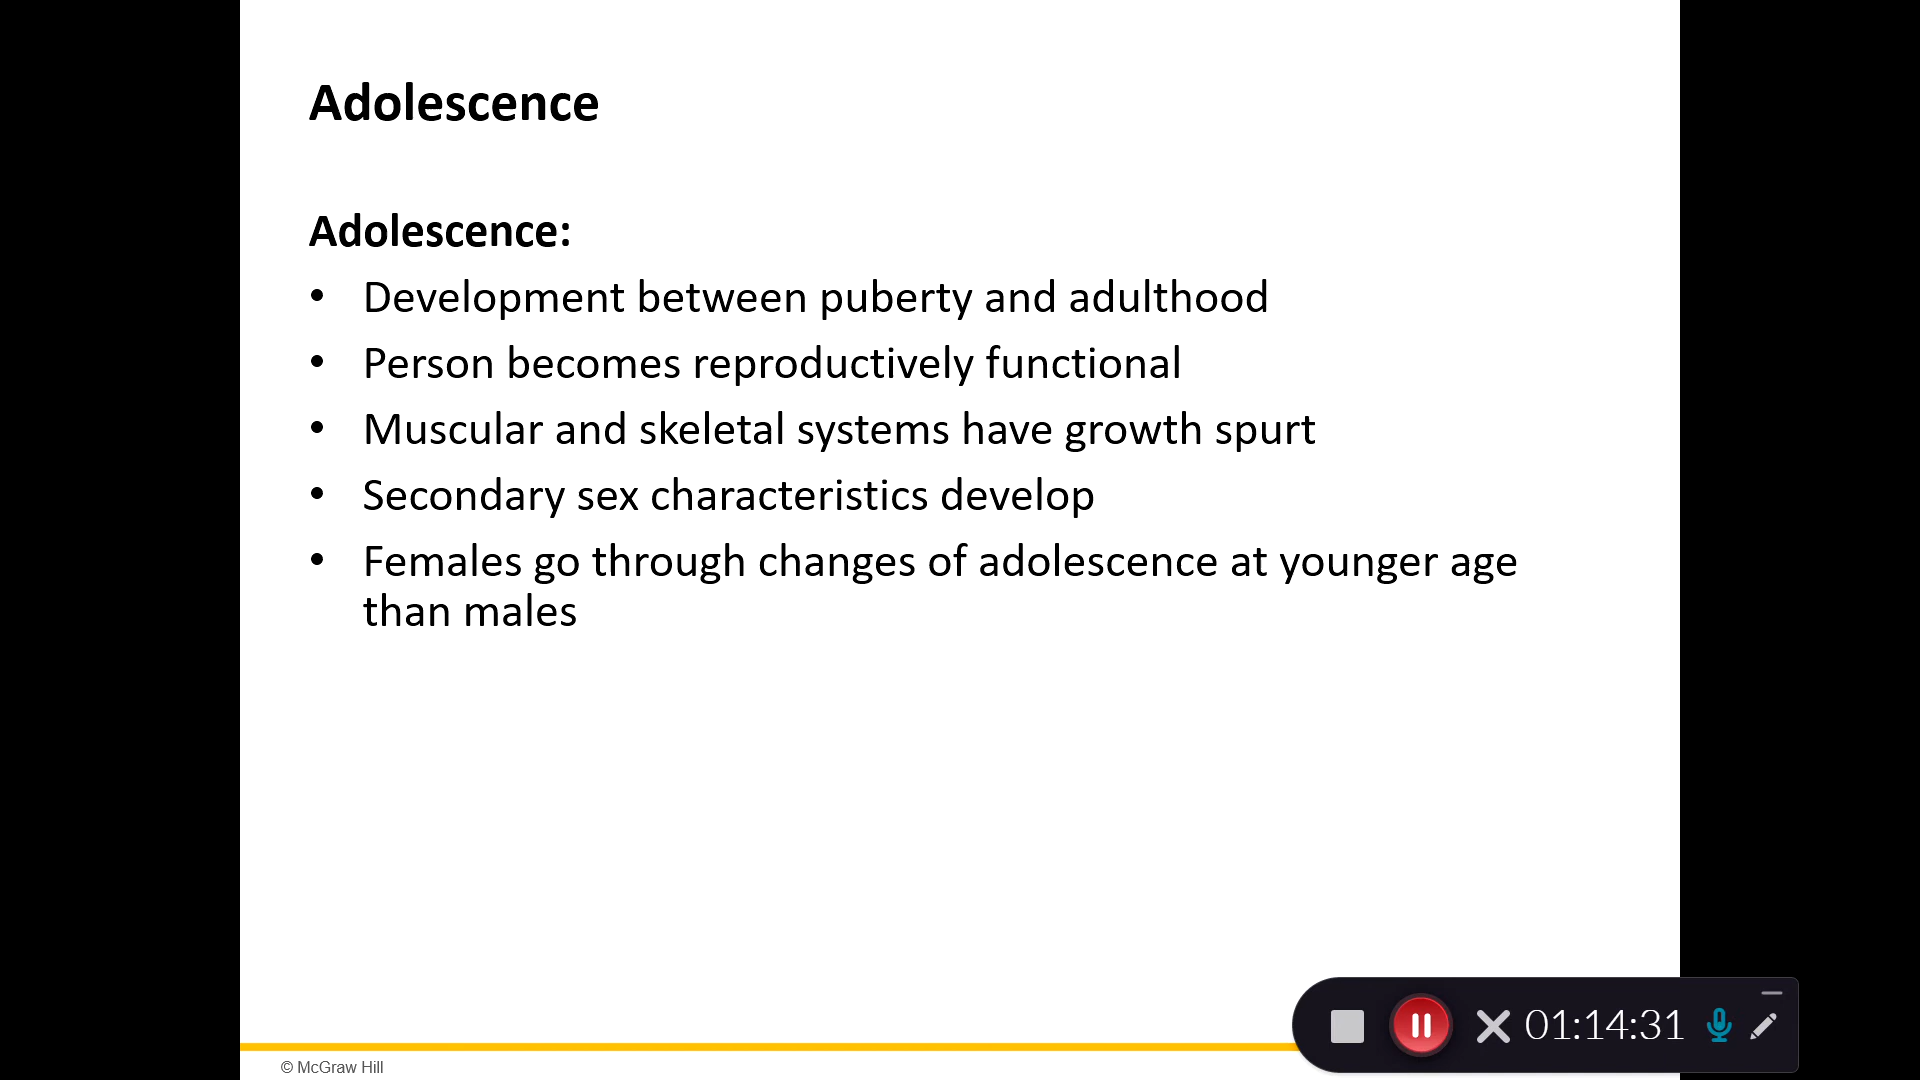 Adolescence
Adolescence:
• Development between puberty and adulthood
• Person becomes reproductively functional
• Muscular and skeletal systems have growth spurt
• Secondary sex characteristics develop
• Females go through changes of adolescence at younger age
than males
01:14:31
© McGraw Hill